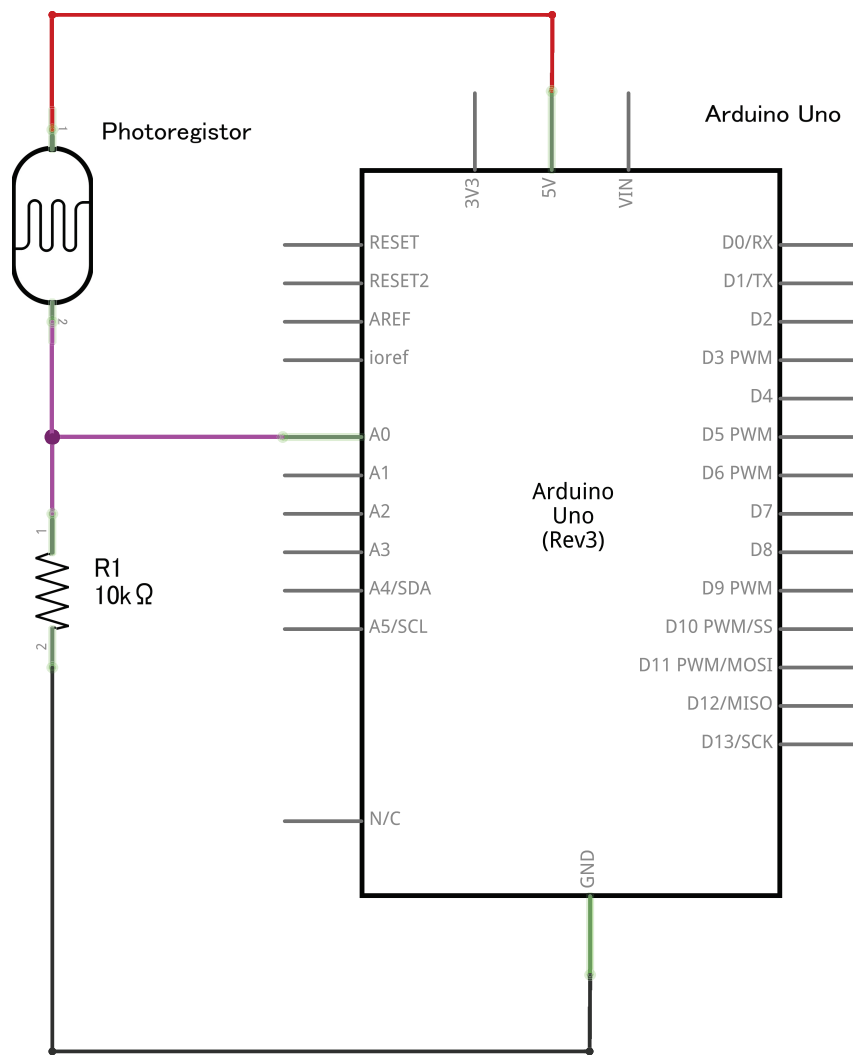 Photoregistor
Arduino Uno
1
2
1
2
R1
10kΩ
3V3
5V
VIN
RESET
RESET2
AREF
ioref
A0
A1
A2
A3
A4/SDA
A5/SCL
N/C
Arduino
Uno
(Rev3)
D0/RX
D1/TX
D2
D3 PWM
D4
D5 PWM
D6 PWM
D7
D8
D9 PWM
D10 PWM/SS
D11 PWM/MOSI
D12/MISO
D13/SCK
GND